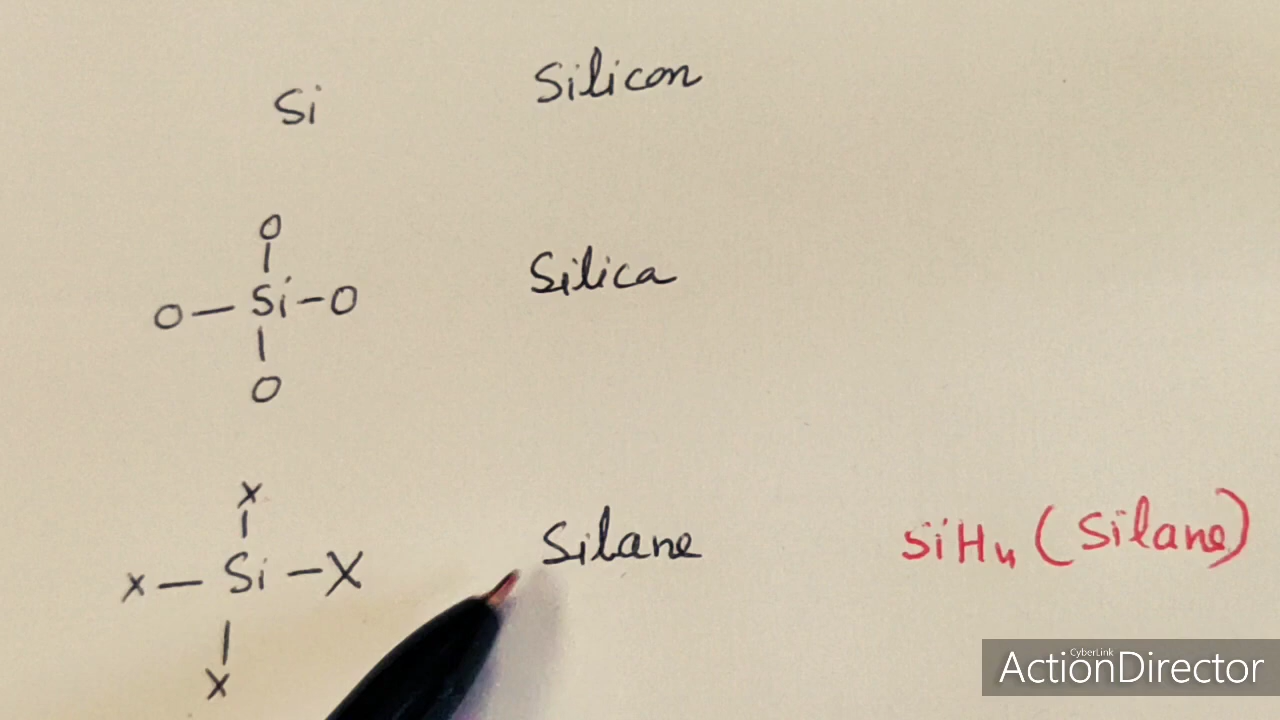 Si Silicon
O
O-Si-O Silica
O
X
X-Si-X Silane SiH4 (Silane)
X
CyberLink
ActionDirector